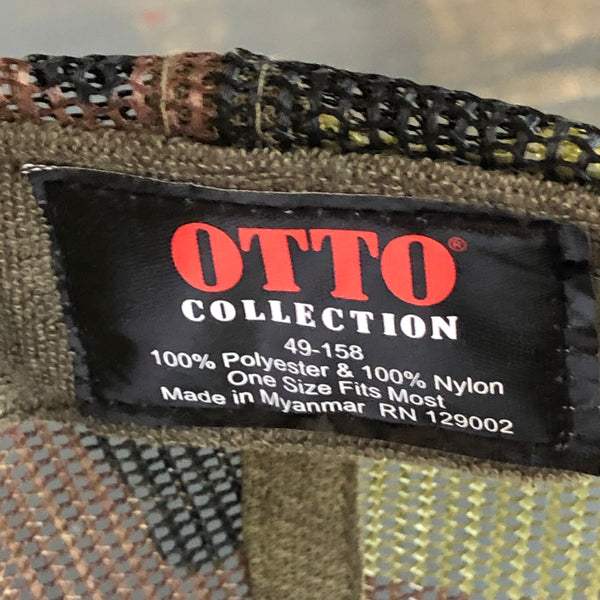 OTTO®
COLLECTION
49-158
100% Polyester & 100% Nylon
One Size Fits Most
Made in Myanmar RN 129002